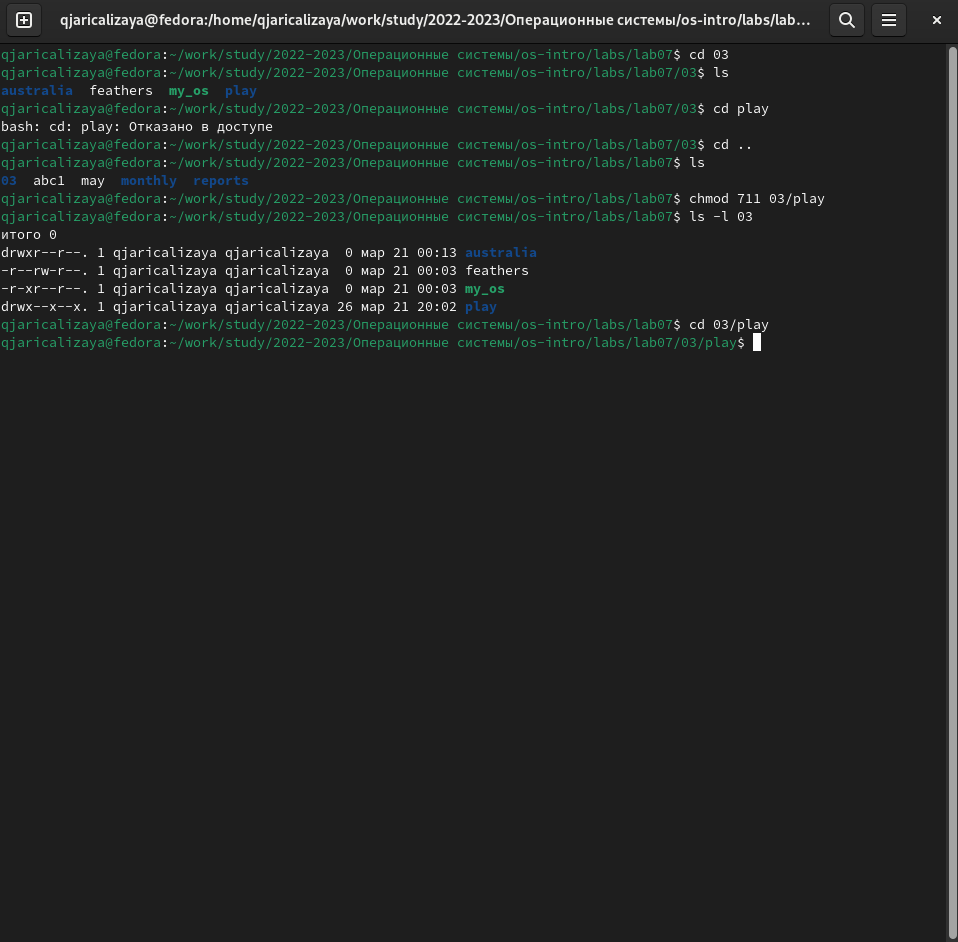 qjaricalizaya@fedora:/home/qjaricalizaya/work/study/2022-2023/Операционные системы/os-intro/labs/lab...
qjaricalizaya@fedora:~/work/study/2022-2023/Операционные системы/os-intro/labs/lab07$ cd 03
qjaricalizaya@fedora:~/work/study/2022-2023/Операционные системы/os-intro/labs/lab07/03$ ls
australia  feathers  my_os  play
qjaricalizaya@fedora:~/work/study/2022-2023/Операционные системы/os-intro/labs/lab07/03$ cd play
bash: cd: play: Отказано в доступе
qjaricalizaya@fedora:~/work/study/2022-2023/Операционные системы/os-intro/labs/lab07/03$ cd ..
qjaricalizaya@fedora:~/work/study/2022-2023/Операционные системы/os-intro/labs/lab07$ ls
03  abc1  may  monthly  reports
qjaricalizaya@fedora:~/work/study/2022-2023/Операционные системы/os-intro/labs/lab07$ chmod 711 03/play
qjaricalizaya@fedora:~/work/study/2022-2023/Операционные системы/os-intro/labs/lab07$ ls -l 03
итого 0
drwxr--r--. 1 qjaricalizaya qjaricalizaya  0 мар 21 00:13 australia
-r--rw-r--. 1 qjaricalizaya qjaricalizaya  0 мар 21 00:03 feathers
-r-xr--r--. 1 qjaricalizaya qjaricalizaya  0 мар 21 00:03 my_os
drwx--x--x. 1 qjaricalizaya qjaricalizaya 26 мар 21 20:02 play
qjaricalizaya@fedora:~/work/study/2022-2023/Операционные системы/os-intro/labs/lab07$ cd 03/play
qjaricalizaya@fedora:~/work/study/2022-2023/Операционные системы/os-intro/labs/lab07/03/play$